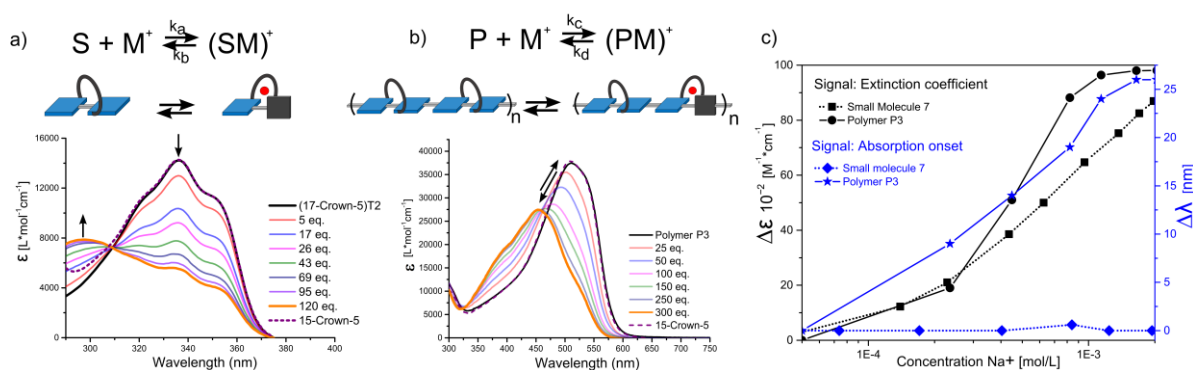 a)
S + M⁺ ⇌ (SM)⁺
kₐ
k_b
16000
12000
8000
4000
0
ε [L*mol⁻¹cm⁻¹]
(17-Crown-5)T2
5 eq.
17 eq.
26 eq.
43 eq.
69 eq.
95 eq.
120 eq.
15-Crown-5
300 320 340 360 380 400
Wavelength (nm)
b)
P + M⁺ ⇌ (PM)⁺
k_c
k_d
n
n
40000
35000
30000
25000
20000
15000
10000
5000
0
ε [L*mol⁻¹cm⁻¹]
Polymer P3
25 eq.
50 eq.
100 eq.
150 eq.
250 eq.
300 eq.
15-Crown-5
300 350 400 450 500 550 600 650 700 750
Wavelength (nm)
c)
100
80
60
40
20
0
Δε 10⁻² [M⁻¹*cm⁻¹]
Signal: Extinction coefficient
Small Molecule 7
Polymer P3
Signal: Absorption onset
Small molecule 7
Polymer P3
25
20
15
10
5
0
Δλ [nm]
1E-4 1E-3
Concentration Na+ [mol/L]